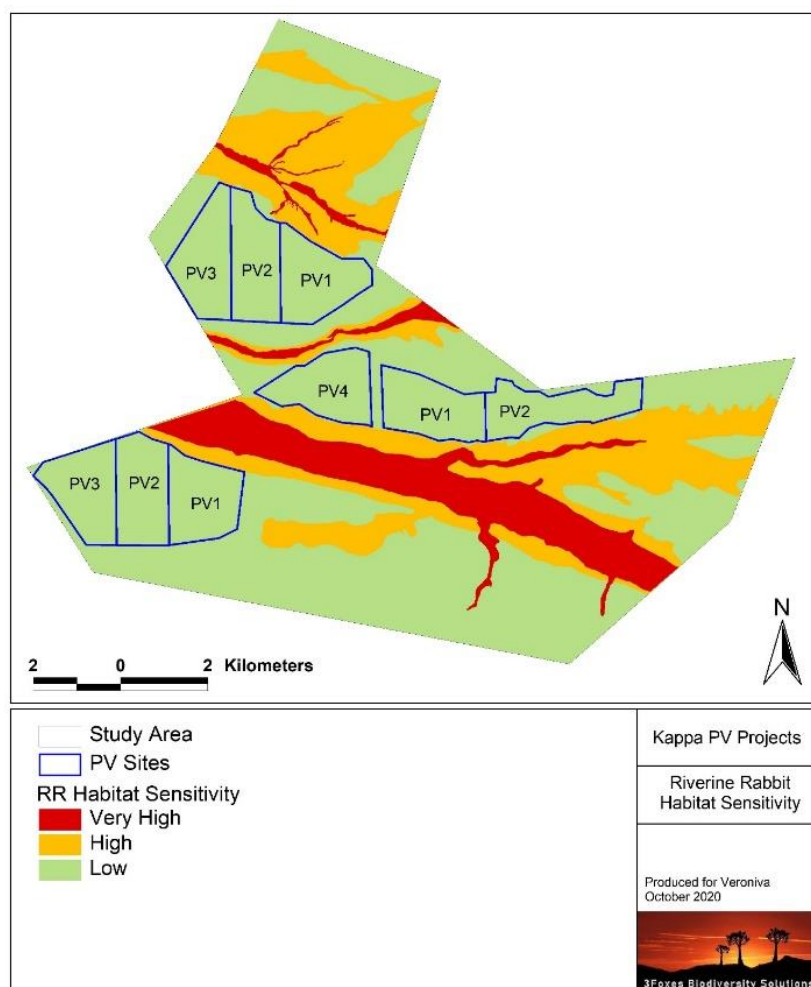 PV3
PV2
PV1
PV4
PV1
PV2
PV3
PV2
PV1
N
2 0 2 Kilometers
Study Area
PV Sites
RR Habitat Sensitivity
Very High
High
Low
Kappa PV Projects
Riverine Rabbit
Habitat Sensitivity
Produced for Veroniva
October 2020
3Foxes Biodiversity Solutions